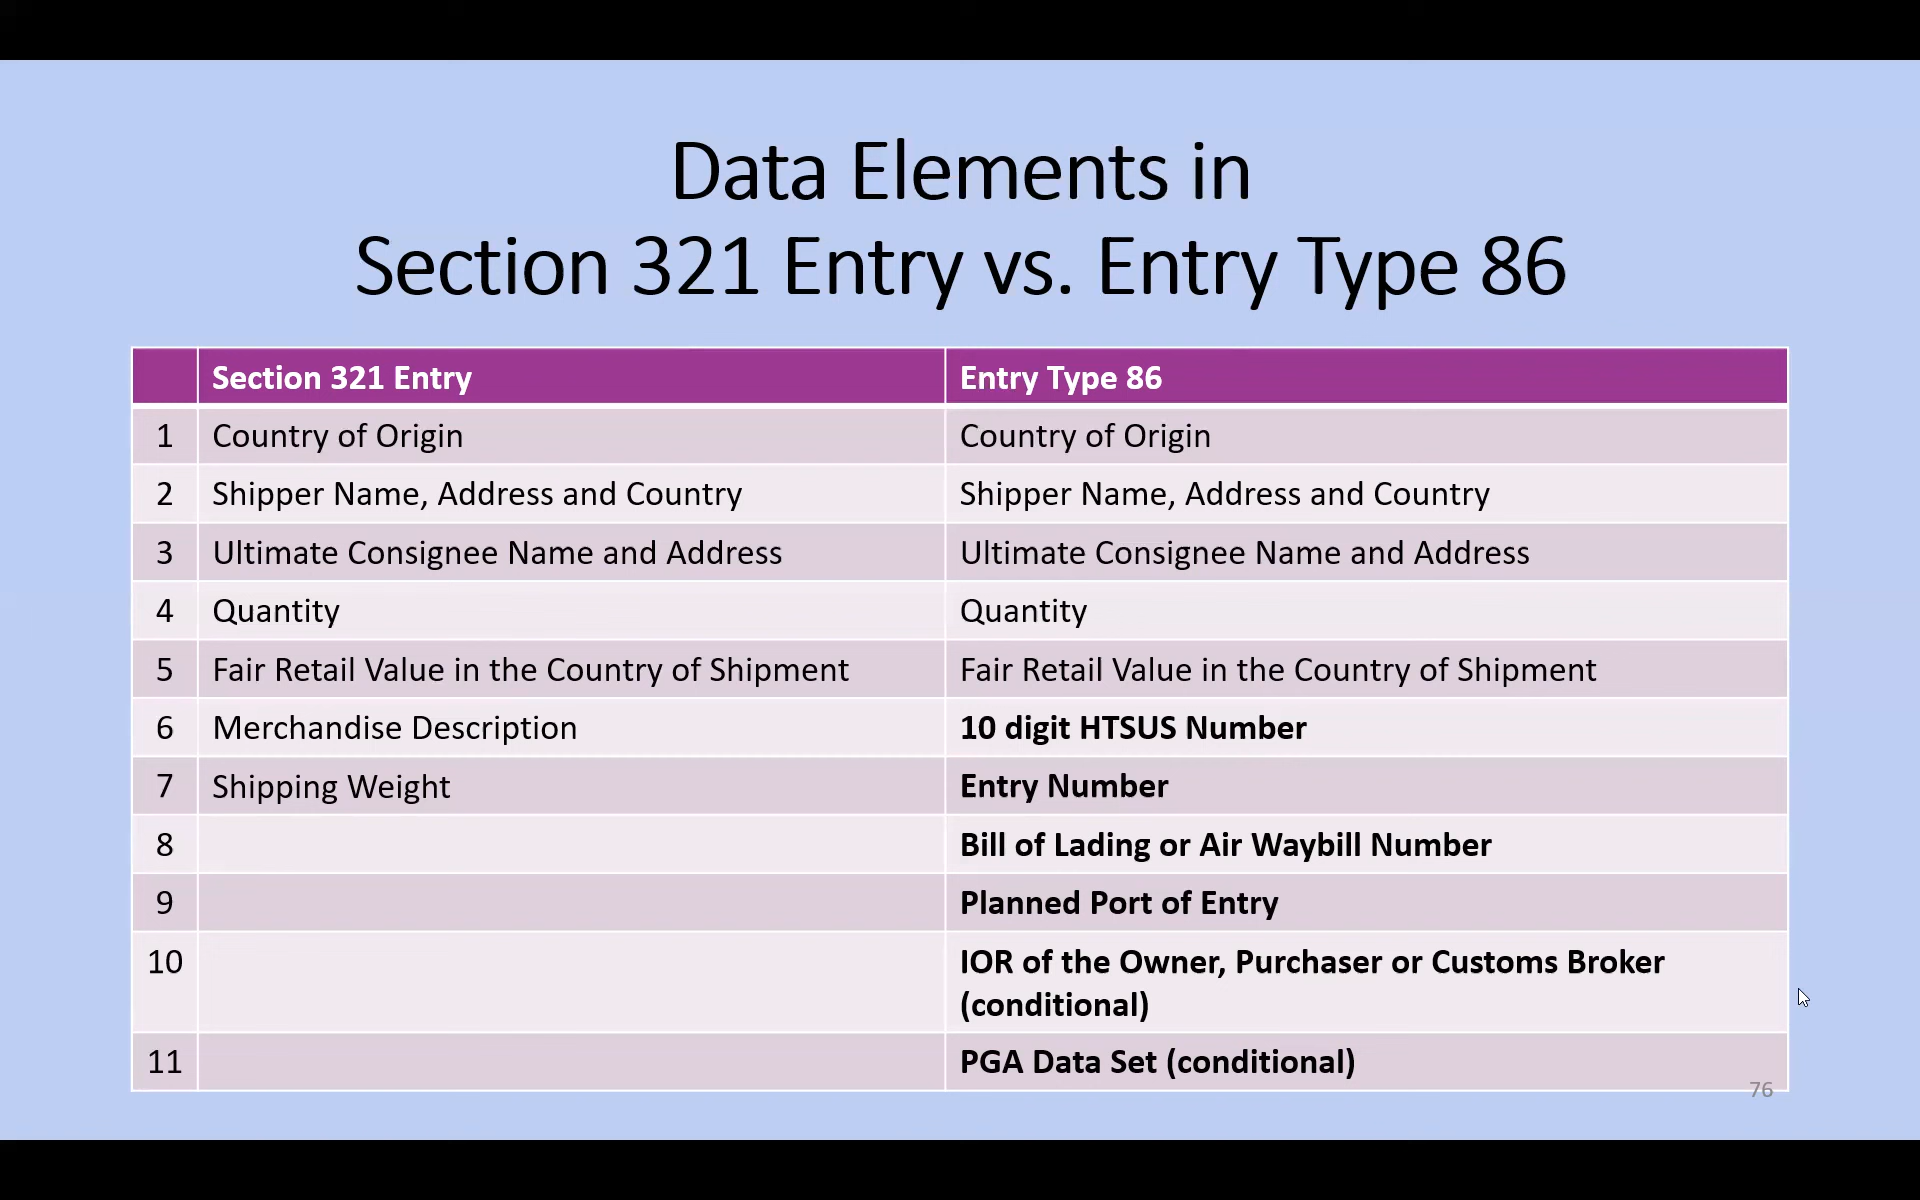 Data Elements in
Section 321 Entry vs. Entry Type 86
Section 321 Entry Entry Type 86
1 Country of Origin Country of Origin
2 Shipper Name, Address and Country Shipper Name, Address and Country
3 Ultimate Consignee Name and Address Ultimate Consignee Name and Address
4 Quantity Quantity
5 Fair Retail Value in the Country of Shipment Fair Retail Value in the Country of Shipment
6 Merchandise Description 10 digit HTSUS Number
7 Shipping Weight Entry Number
8 Bill of Lading or Air Waybill Number
9 Planned Port of Entry
10 IOR of the Owner, Purchaser or Customs Broker
(conditional)
11 PGA Data Set (conditional)
76